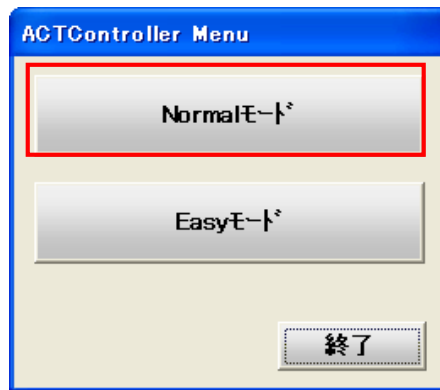 ACTController Menu
Normalﾓｰﾄﾞ
Easyﾓｰﾄﾞ
終了